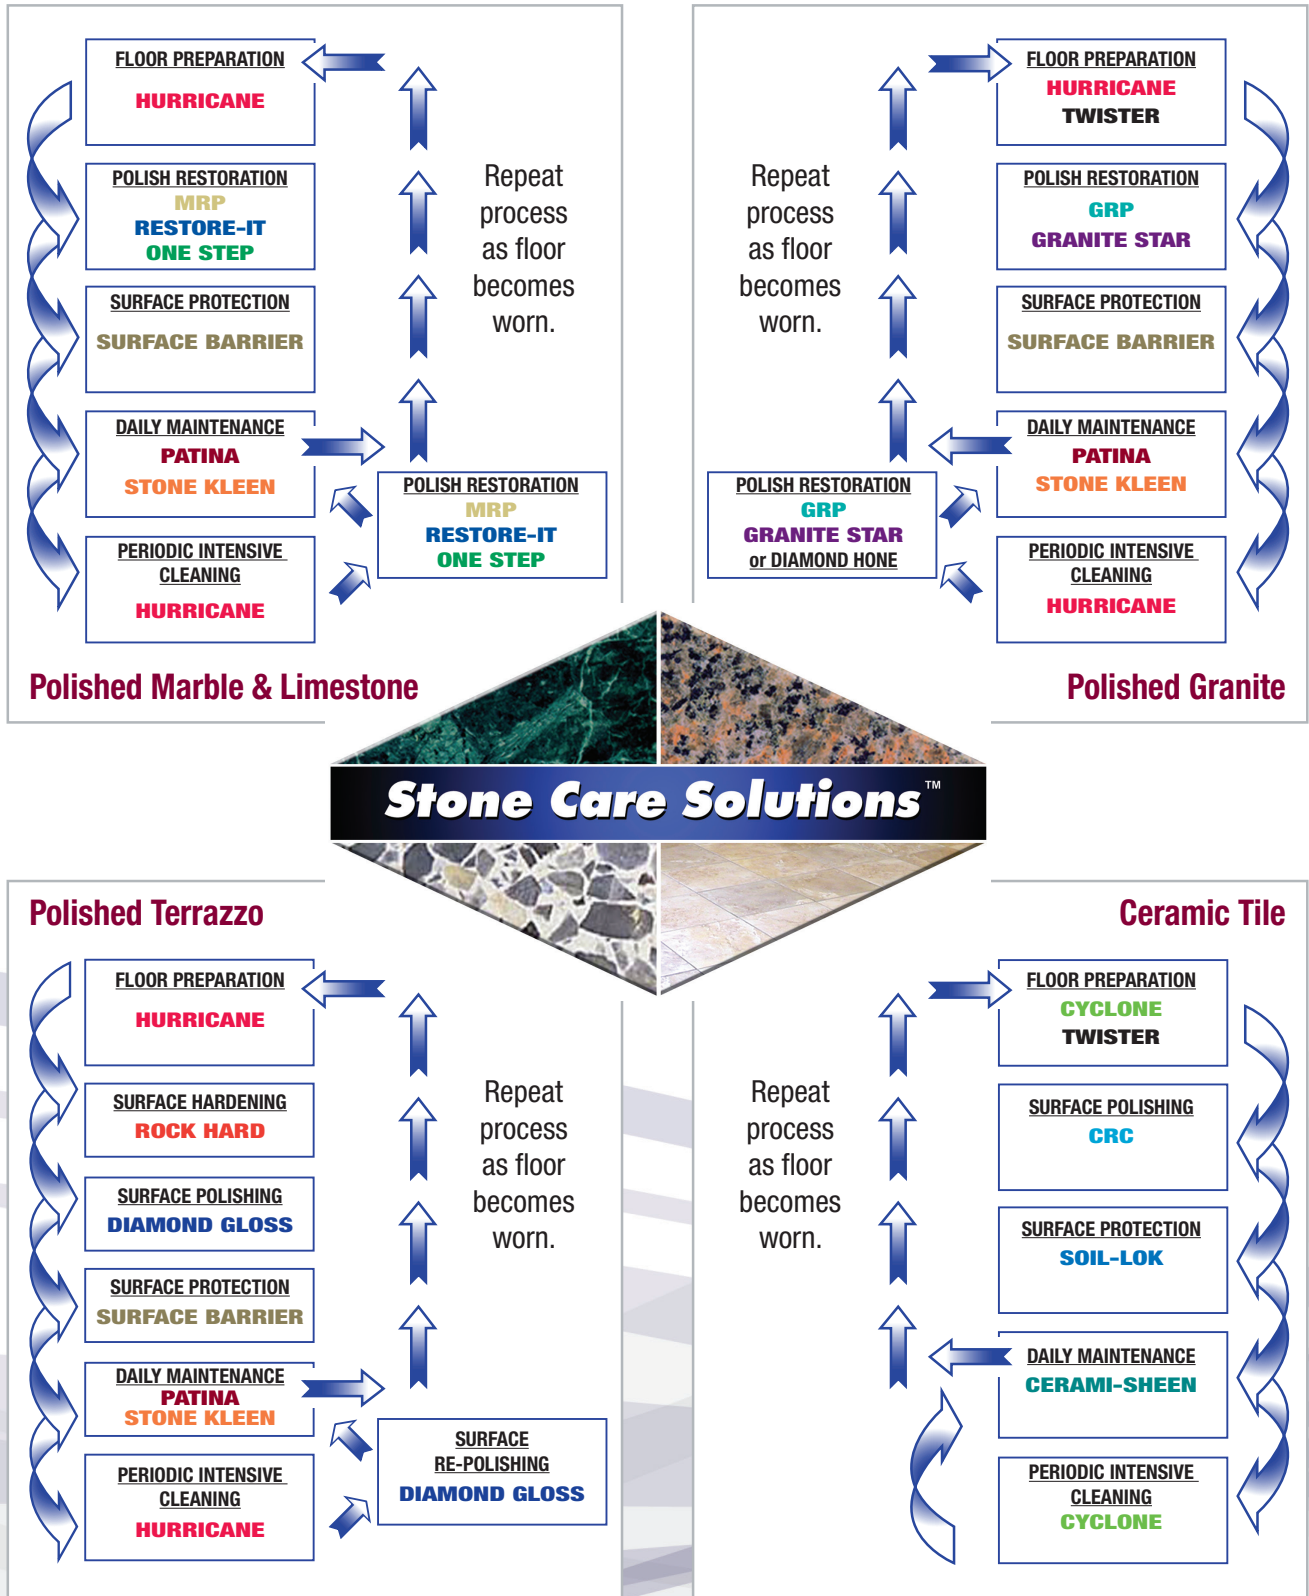 FLOOR PREPARATION
HURRICANE
POLISH RESTORATION
MRP
RESTORE-IT
ONE STEP
SURFACE PROTECTION
SURFACE BARRIER
DAILY MAINTENANCE
PATINA
STONE KLEEN
PERIODIC INTENSIVE
CLEANING
HURRICANE
Repeat
process
as floor
becomes
worn.
POLISH RESTORATION
MRP
RESTORE-IT
ONE STEP
Polished Marble & Limestone
FLOOR PREPARATION
HURRICANE
TWISTER
POLISH RESTORATION
GRP
GRANITE STAR
SURFACE PROTECTION
SURFACE BARRIER
DAILY MAINTENANCE
PATINA
STONE KLEEN
PERIODIC INTENSIVE
CLEANING
HURRICANE
Repeat
process
as floor
becomes
worn.
POLISH RESTORATION
GRP
GRANITE STAR
or DIAMOND HONE
Polished Granite
Stone Care Solutions™
Polished Terrazzo
FLOOR PREPARATION
HURRICANE
SURFACE HARDENING
ROCK HARD
SURFACE POLISHING
DIAMOND GLOSS
SURFACE PROTECTION
SURFACE BARRIER
DAILY MAINTENANCE
PATINA
STONE KLEEN
PERIODIC INTENSIVE
CLEANING
HURRICANE
Repeat
process
as floor
becomes
worn.
SURFACE
RE-POLISHING
DIAMOND GLOSS
Ceramic Tile
FLOOR PREPARATION
CYCLONE
TWISTER
SURFACE POLISHING
CRC
SURFACE PROTECTION
SOIL-LOK
DAILY MAINTENANCE
CERAMI-SHEEN
PERIODIC INTENSIVE
CLEANING
CYCLONE
Repeat
process
as floor
becomes
worn.